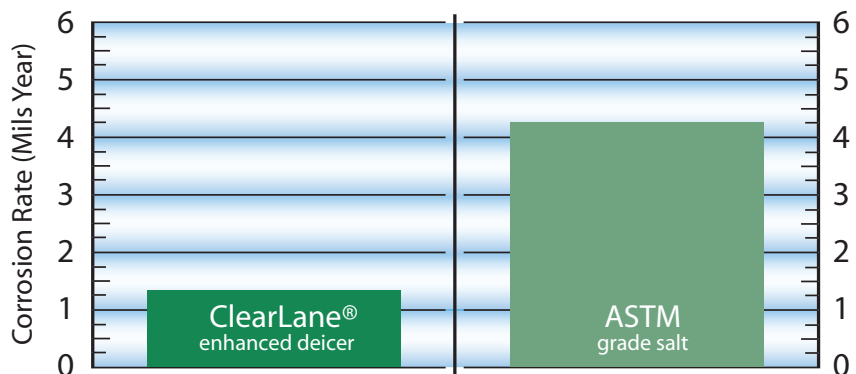 Corrosion Rate (Mils Year)
6
5
4
3
2
1
0
ClearLane®
enhanced deicer
ASTM
grade salt
6
5
4
3
2
1
0